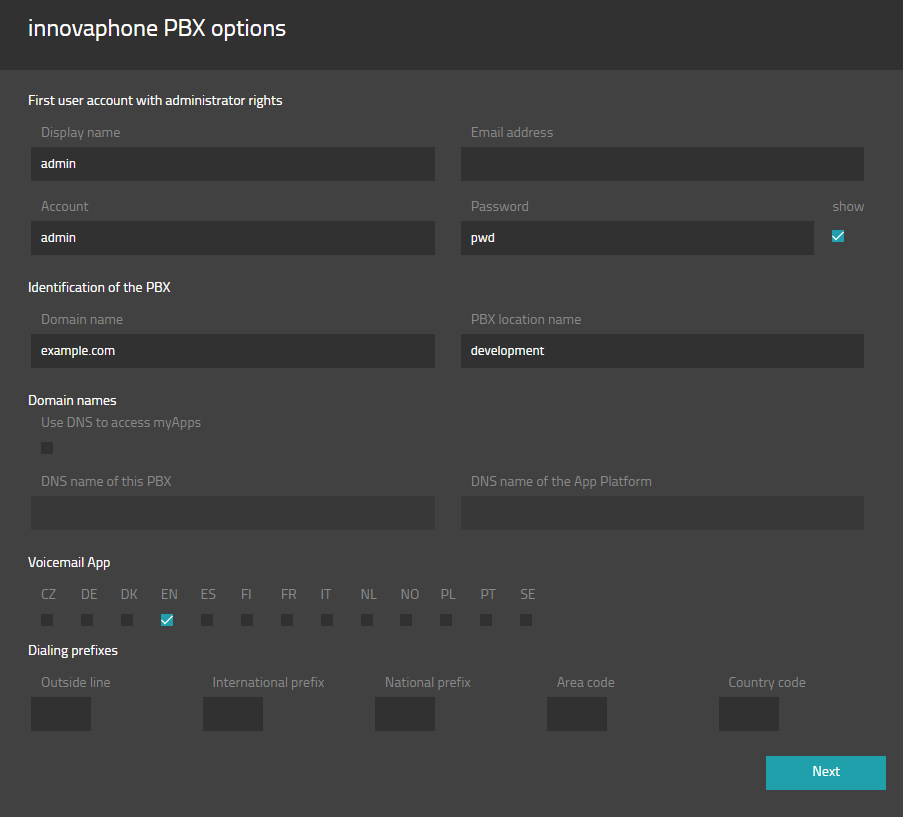 innovaphone PBX options
First user account with administrator rights
Display name Email address
admin
Account Password show
admin pwd
Identification of the PBX
Domain name PBX location name
example.com development
Domain names
Use DNS to access myApps
DNS name of this PBX DNS name of the App Platform
Voicemail App
CZ DE DK EN ES FI FR IT NL NO PL PT SE
Dialing prefixes
Outside line International prefix National prefix Area code Country code
Next